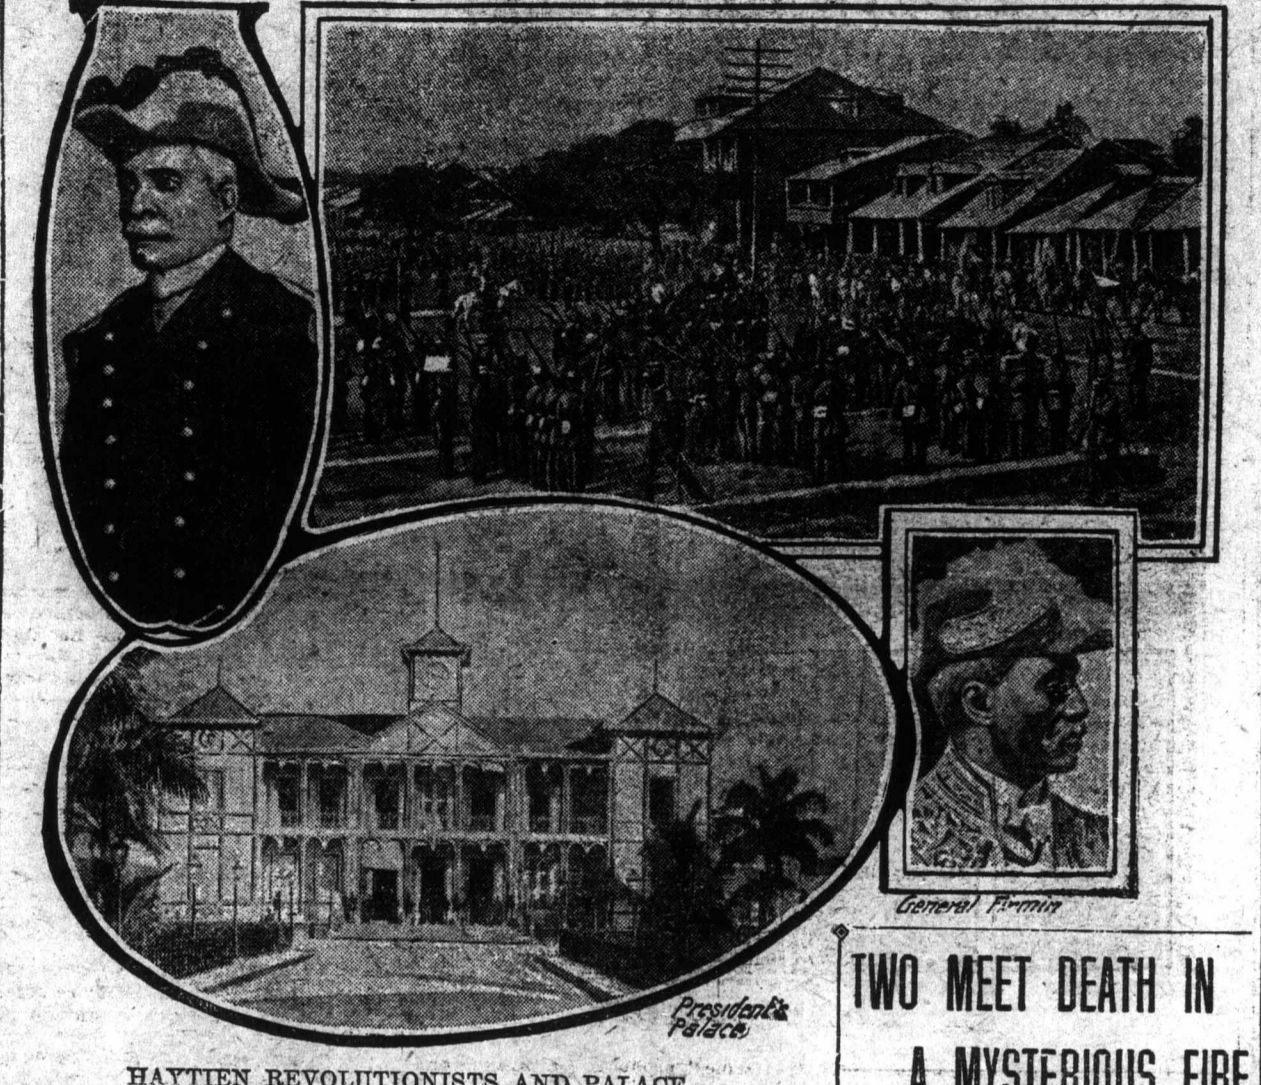 General Firmin
President's
Palace
HAYTIEN REVOLUTIONISTS AND PALACE
TWO MEET DEATH IN
A MYSTERIOUS FIRE